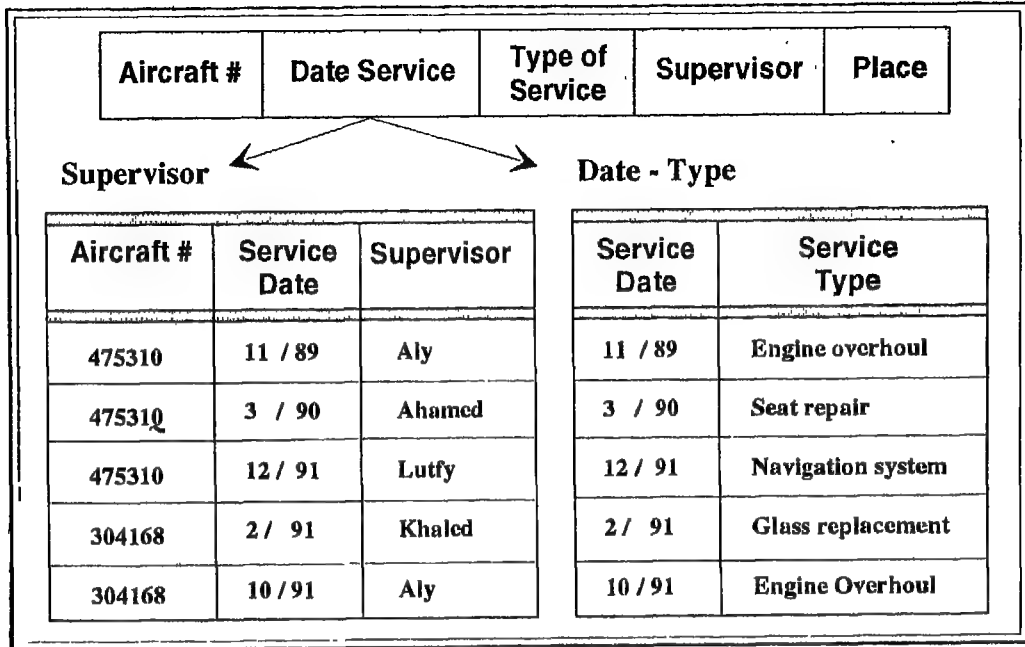 Aircraft # Date Service Type of Service Supervisor Place
Supervisor Date - Type
Aircraft # Service Date Supervisor Service Date Service Type
475310 11 / 89 Aly 11 / 89 Engine overhoul
475310 3 / 90 Ahamed 3 / 90 Seat repair
475310 12 / 91 Lutfy 12 / 91 Navigation system
304168 2 / 91 Khaled 2 / 91 Glass replacement
304168 10 / 91 Aly 10 / 91 Engine Overhoul